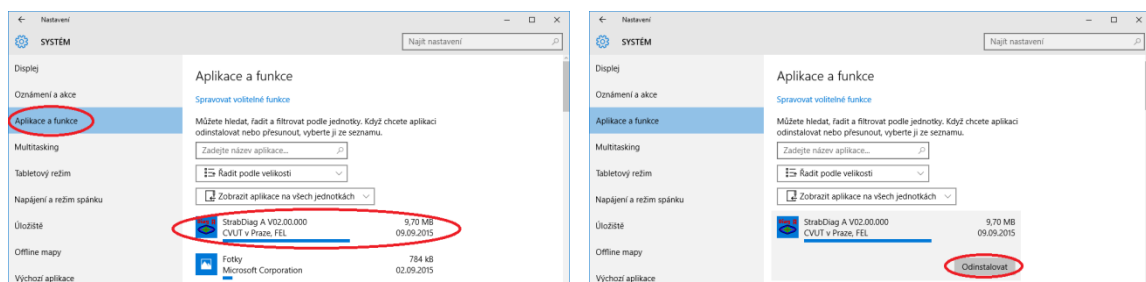 Nastavení
SYSTÉM
Najít nastavení
Displej
Oznámení a akce
Aplikace a funkce
Multitasking
Tabletový režim
Napájení a režim spánku
Úložiště
Offline mapy
Výchozí aplikace
Aplikace a funkce
Spravovat volitelné funkce
Můžete hledat, řadit a filtrovat podle jednotky. Když chcete aplikaci
odinstalovat nebo přesunout, vyberte ji ze seznamu.
Zadejte název aplikace...
Řadit podle velikosti
Zobrazit aplikace na všech jednotkách
StrabDiag A V02.00.000 9,70 MB
CVUT v Praze, FEL 09.09.2015
Fotky 784 kB
Microsoft Corporation 02.09.2015
Nastavení
SYSTÉM
Najít nastavení
Displej
Oznámení a akce
Aplikace a funkce
Multitasking
Tabletový režim
Napájení a režim spánku
Úložiště
Offline mapy
Výchozí aplikace
Aplikace a funkce
Spravovat volitelné funkce
Můžete hledat, řadit a filtrovat podle jednotky. Když chcete aplikaci
odinstalovat nebo přesunout, vyberte ji ze seznamu.
Zadejte název aplikace...
Řadit podle velikosti
Zobrazit aplikace na všech jednotkách
StrabDiag A V02.00.000 9,70 MB
CVUT v Praze, FEL 09.09.2015
Odinstalovat